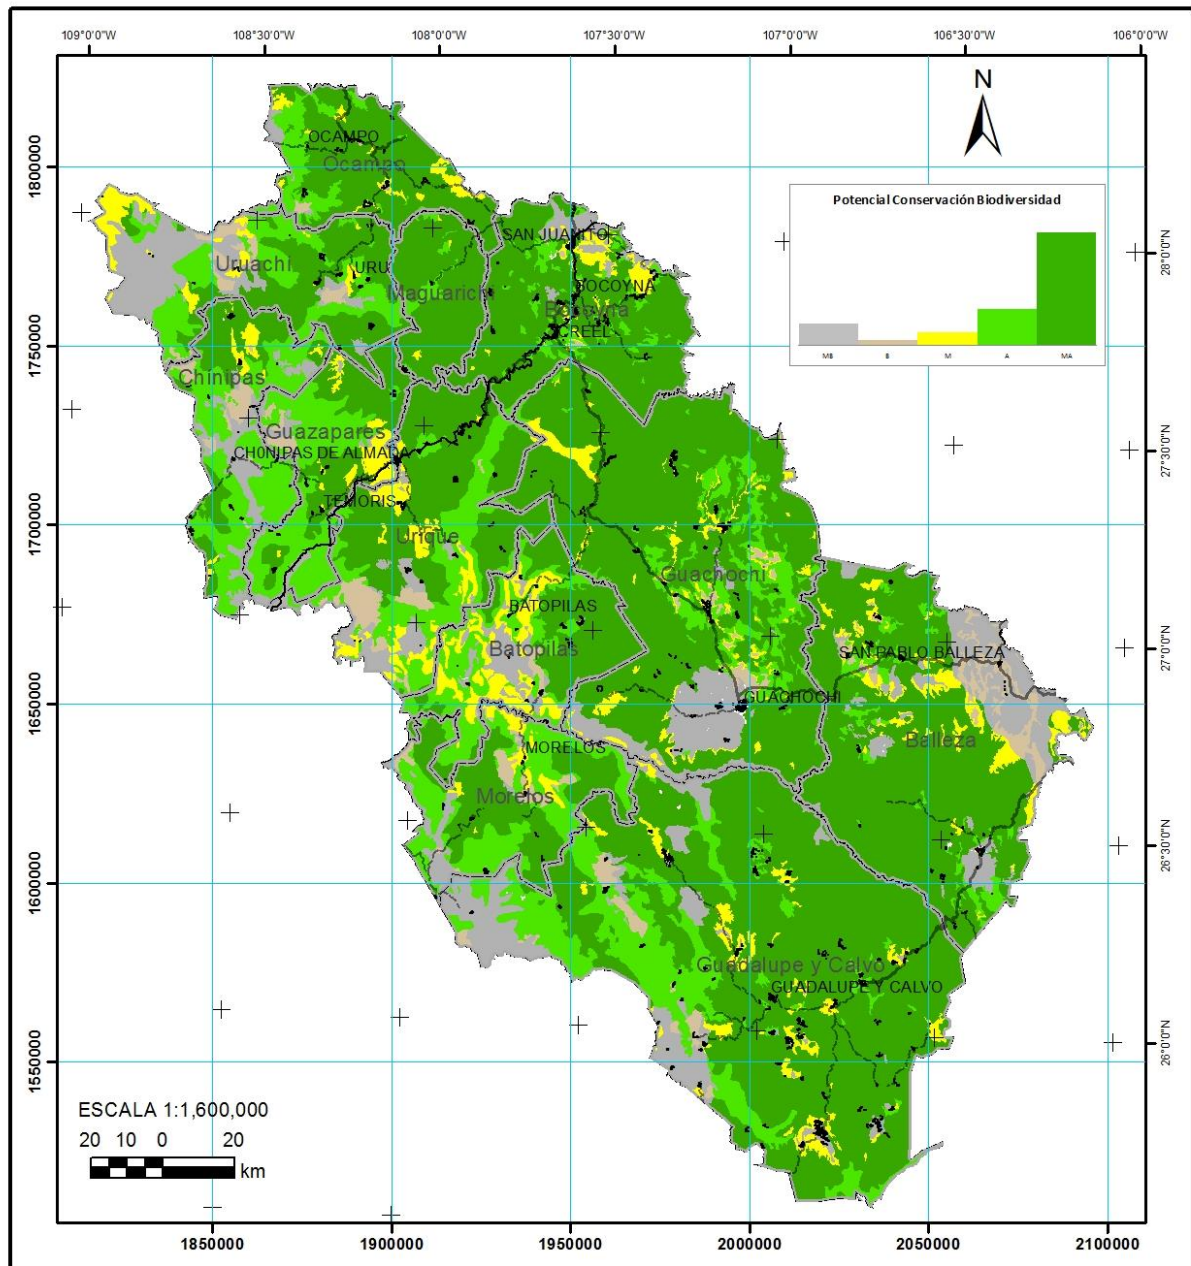 109°0'0"W 108°30'0"W 108°0'0"W 107°30'0"W 107°0'0"W 106°30'0"W 106°0'0"W
N
Potencial Conservación Biodiversidad
MB B M A MA
OCAMPO
Ocampo
1800000
SAN JUANITO
28°0'0"N
Uruachi
URU
Maguarichi
BOCOYNA
Bocoyna
CREEL
1750000
Chinipas
Guazapares
CH0NIPAS DE ALMADA
27°30'0"N
TEMORIS
1700000
Urique
Guachochi
BATOPILAS
Batopilas
SAN PABLO BALLEZA
27°0'0"N
GUACHOCHI
1650000
Balleza
MORELOS
Morelos
26°30'0"N
1600000
Guadalupe y Calvo
GUADALUPE Y CALVO
26°0'0"N
1550000
ESCALA 1:1,600,000
20 10 0 20
km
1850000 1900000 1950000 2000000 2050000 2100000